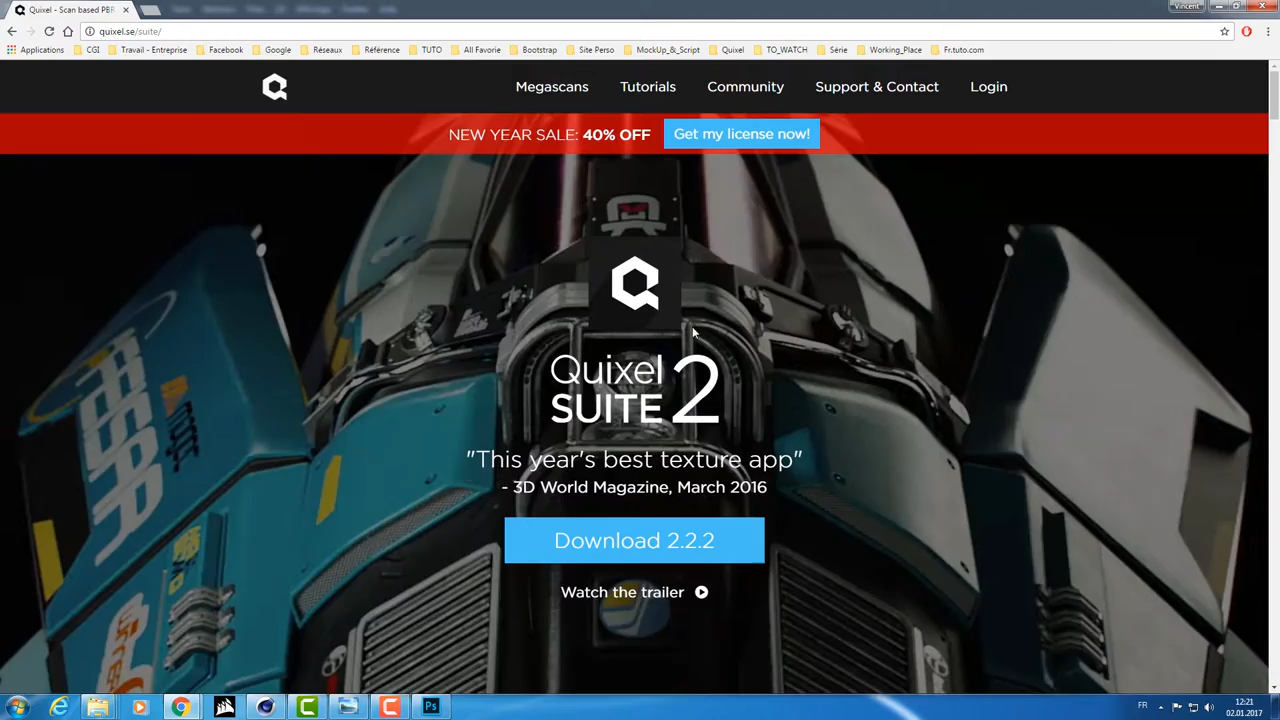 Quixel - Scan based PBR
Vincent
quixel.se/suite/
Applications CGI Travail - Entreprise Facebook Google Réseaux Référence TUTO All Favorie Bootstrap Site Perso MockUp_&_Script Quixel TO_WATCH Série Working_Place Fr.tuto.com
Megascans Tutorials Community Support & Contact Login
NEW YEAR SALE: 40% OFF Get my license now!
Quixel
SUITE 2
"This year's best texture app"
- 3D World Magazine, March 2016
Download 2.2.2
Watch the trailer
Ps
FR
12:21
02.01.2017